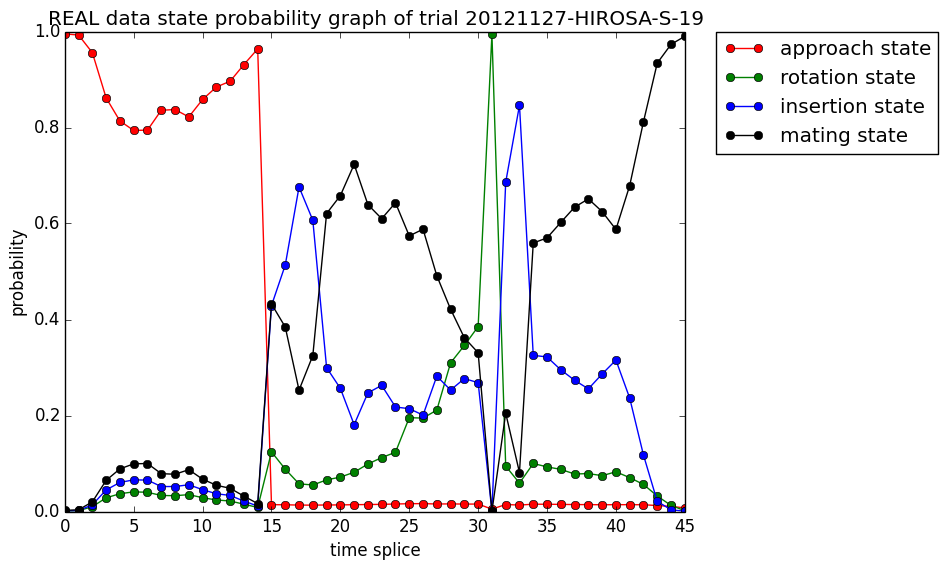 REAL data state probability graph of trial 20121127-HIROSA-S-19
approach state
rotation state
insertion state
mating state
probability
1.0
0.8
0.6
0.4
0.2
0.0
0 5 10 15 20 25 30 35 40 45
time splice